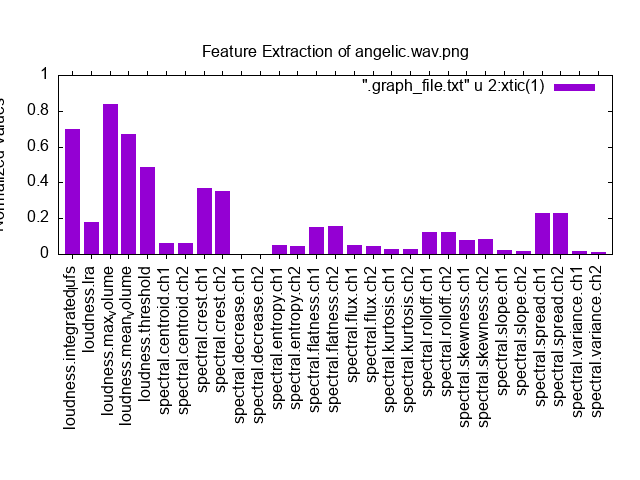 Feature Extraction of angelic.wav.png
".graph_file.txt" u 2:xtic(1)
Normalized Values
1
0.8
0.6
0.4
0.2
0
loudness.integratedlufs
loudness.lra
loudness.maxvolume
loudness.meanvolume
loudness.threshold
spectral.centroid.ch1
spectral.centroid.ch2
spectral.crest.ch1
spectral.crest.ch2
spectral.decrease.ch1
spectral.decrease.ch2
spectral.entropy.ch1
spectral.entropy.ch2
spectral.flatness.ch1
spectral.flatness.ch2
spectral.flux.ch1
spectral.flux.ch2
spectral.kurtosis.ch1
spectral.kurtosis.ch2
spectral.rolloff.ch1
spectral.rolloff.ch2
spectral.skewness.ch1
spectral.skewness.ch2
spectral.slope.ch1
spectral.slope.ch2
spectral.spread.ch1
spectral.spread.ch2
spectral.variance.ch1
spectral.variance.ch2